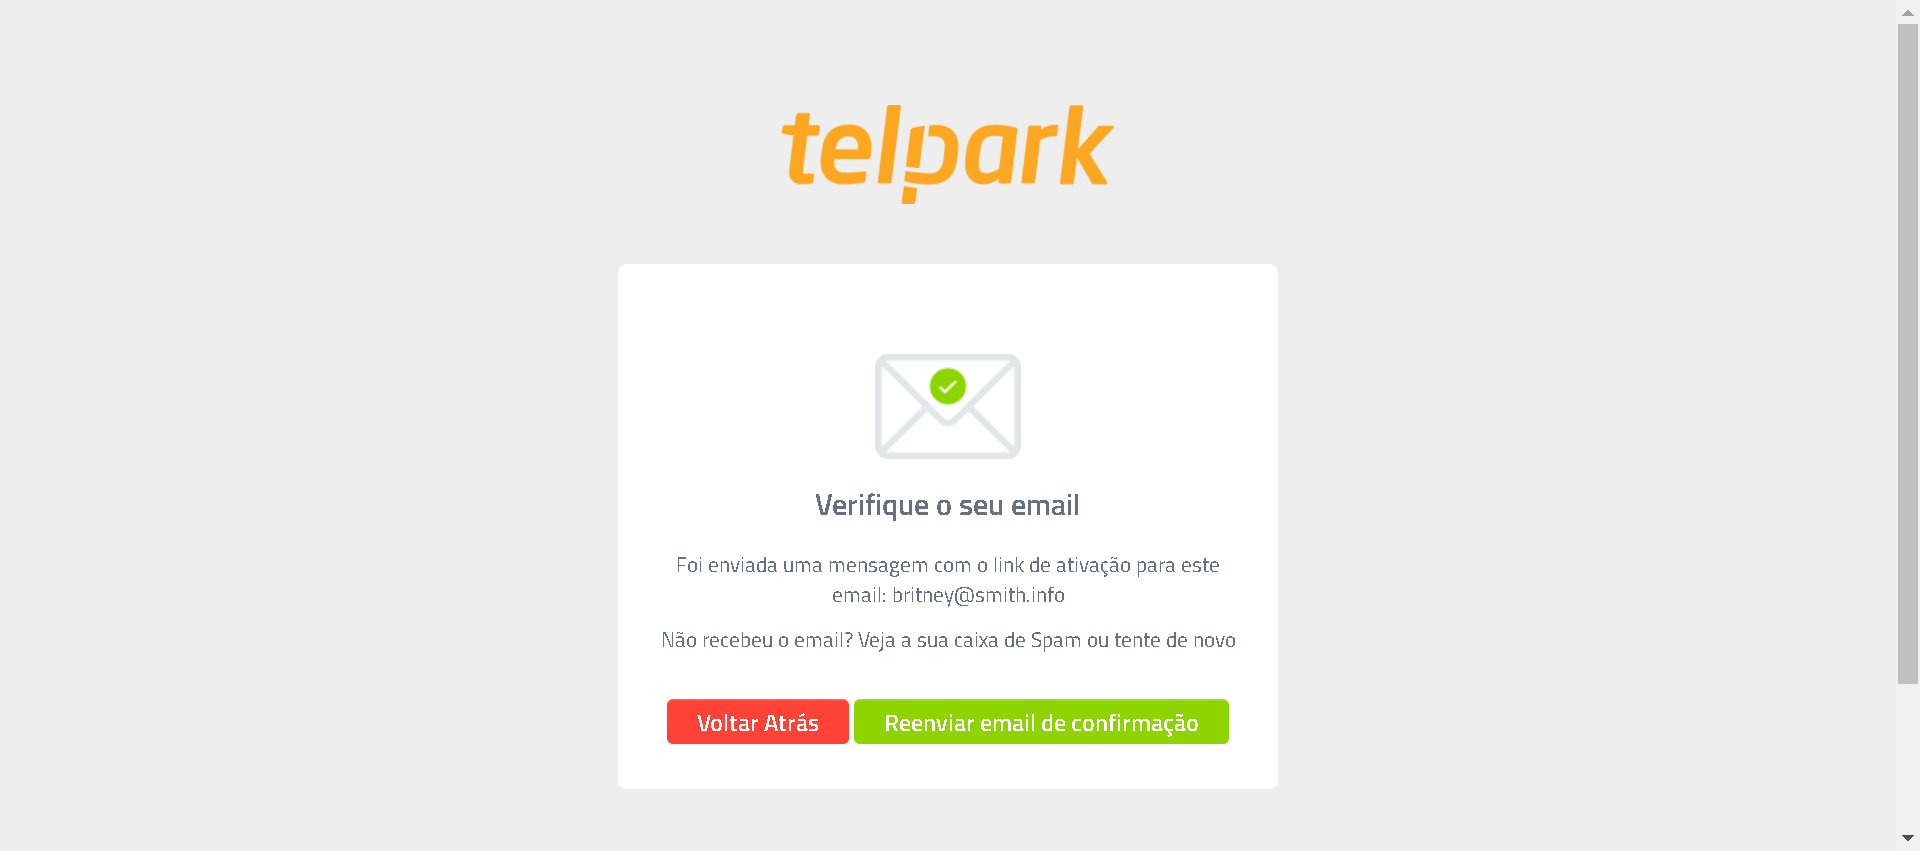 telpark
Verifique o seu email
Foi enviada uma mensagem com o link de ativação para este
email: britney@smith.info
Não recebeu o email? Veja a sua caixa de Spam ou tente de novo
Voltar Atrás
Reenviar email de confirmação